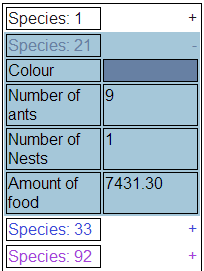 Species: 1 +
Species: 21 -
Colour
Number of
ants
9
Number of
Nests
1
Amount of
food
7431.30
Species: 33 +
Species: 92 +